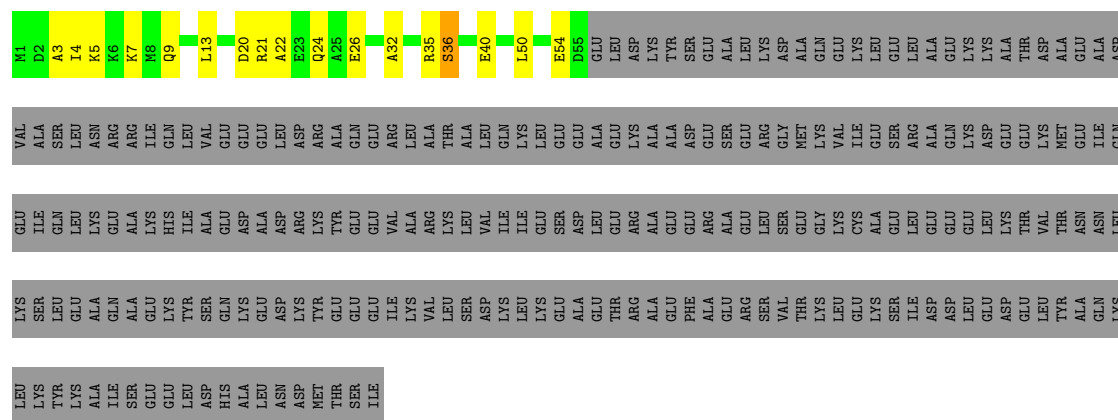 M1 D2 A3 I4 K5 K6 K7 M8 Q9 L13 D20 R21 A22 E23 Q24 A25 E26 A32 R35 S36 E40 L50 E54 D55 GLU LEU ASP LYS TYR SER GLU ALA LEU LYS ASP ALA GLN GLU LYS LEU GLU LEU ALA GLU LYS LYS ALA THR ASP ALA GLU ALA ASP
VAL ALA SER LEU ASN ARG ARG ILE GLN LEU VAL GLU GLU GLU LEU ASP ARG ALA GLN GLU ARG LEU ALA THR ALA LEU GLN LYS LEU GLU GLU ALA GLU LYS ALA ALA ASP GLU SER GLU ARG GLY MET LYS VAL ILE GLU SER ARG ALA GLN LYS ASP GLU GLU LYS MET GLU ILE GLN
GLU ILE GLN LEU LYS GLU ALA LYS HIS ILE ALA GLU ASP ALA ASP ARG LYS TYR GLU GLU VAL ALA ARG LYS LEU VAL ILE ILE GLU SER ASP LEU GLU ARG ALA GLU GLU ARG ALA GLU LEU SER GLU GLY LYS CYS ALA GLU LEU GLU GLU GLU LEU LYS THR VAL THR ASN ASN LEU
LYS SER LEU GLU ALA GLN ALA GLU LYS TYR SER GLN LYS GLU ASP LYS TYR GLU GLU GLU ILE LYS VAL LEU SER ASP LYS LEU LYS GLU ALA GLU THR ARG ALA GLU PHE ALA GLU ARG SER VAL THR LYS LEU GLU LYS SER ILE ASP ASP LEU GLU ASP GLU LEU TYR ALA GLN LYS
LEU LYS TYR LYS ALA ILE SER GLU GLU LEU ASP HIS ALA LEU ASN ASP MET THR SER ILE